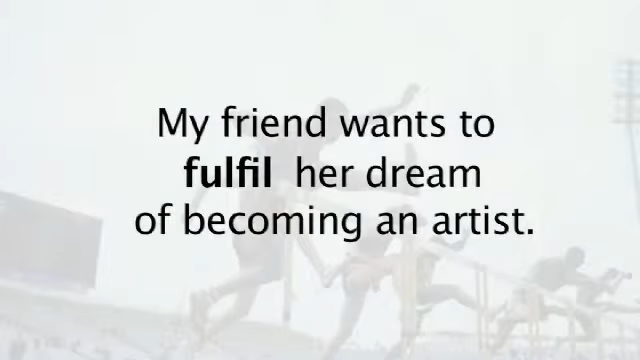 My friend wants to
fulfil her dream
of becoming an artist.